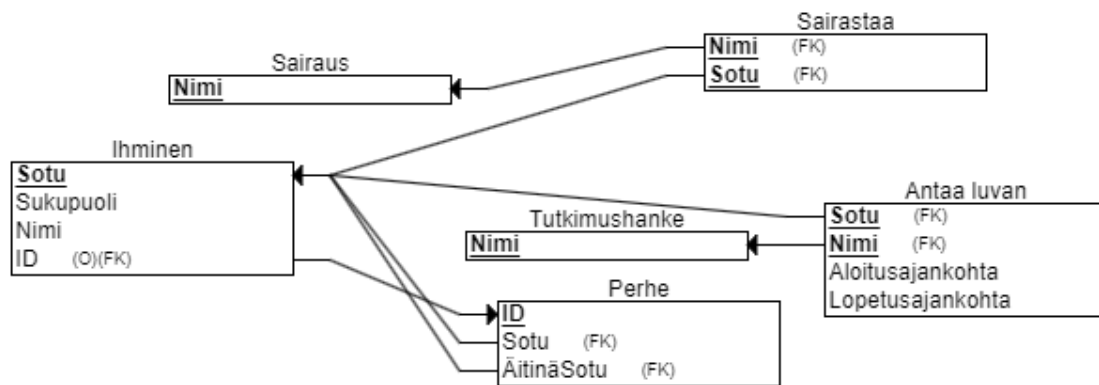 Sairastaa
Nimi (FK)
Sotu (FK)
Sairaus
Nimi
Ihminen
Sotu
Sukupuoli
Nimi
ID (O)(FK)
Antaa luvan
Sotu (FK)
Nimi (FK)
Aloitusajankohta
Lopetusajankohta
Tutkimushanke
Nimi
Perhe
ID
Sotu (FK)
ÄitinäSotu (FK)